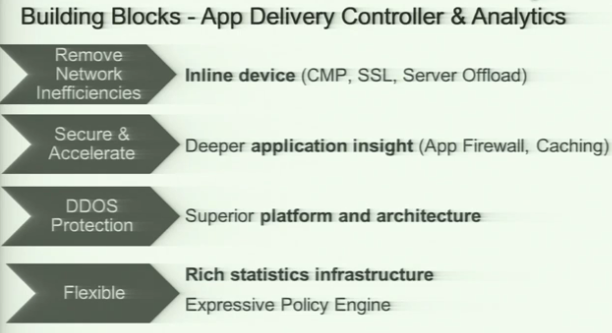 Building Blocks - App Delivery Controller & Analytics
Remove
Network
Inefficiencies
Inline device (CMP, SSL, Server Offload)
Secure &
Accelerate
Deeper application insight (App Firewall, Caching)
DDOS
Protection
Superior platform and architecture
Flexible
Rich statistics infrastructure
Expressive Policy Engine